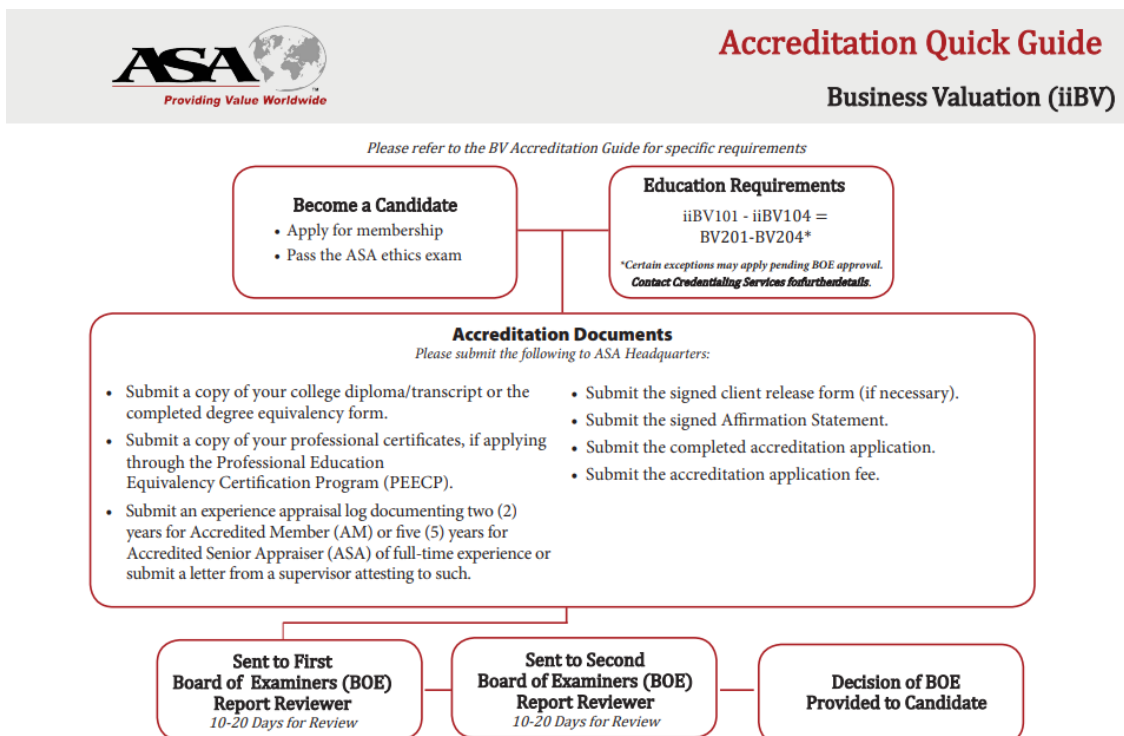 ASA
TM
Providing Value Worldwide
Accreditation Quick Guide
Business Valuation (iiBV)
Please refer to the BV Accreditation Guide for specific requirements
Become a Candidate
• Apply for membership
• Pass the ASA ethics exam
Education Requirements
iiBV101 - iiBV104 =
BV201-BV204*
*Certain exceptions may apply pending BOE approval.
Contact Credentialing Services forfurtherdetails.
Accreditation Documents
Please submit the following to ASA Headquarters:
• Submit a copy of your college diploma/transcript or the
completed degree equivalency form.
• Submit a copy of your professional certificates, if applying
through the Professional Education
Equivalency Certification Program (PEECP).
• Submit an experience appraisal log documenting two (2)
years for Accredited Member (AM) or five (5) years for
Accredited Senior Appraiser (ASA) of full-time experience or
submit a letter from a supervisor attesting to such.
• Submit the signed client release form (if necessary).
• Submit the signed Affirmation Statement.
• Submit the completed accreditation application.
• Submit the accreditation application fee.
Sent to First
Board of Examiners (BOE)
Report Reviewer
10-20 Days for Review
Sent to Second
Board of Examiners (BOE)
Report Reviewer
10-20 Days for Review
Decision of BOE
Provided to Candidate